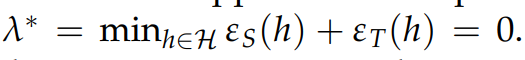 λ* = min_{h∈ℋ} ε_S(h) + ε_T(h) = 0.